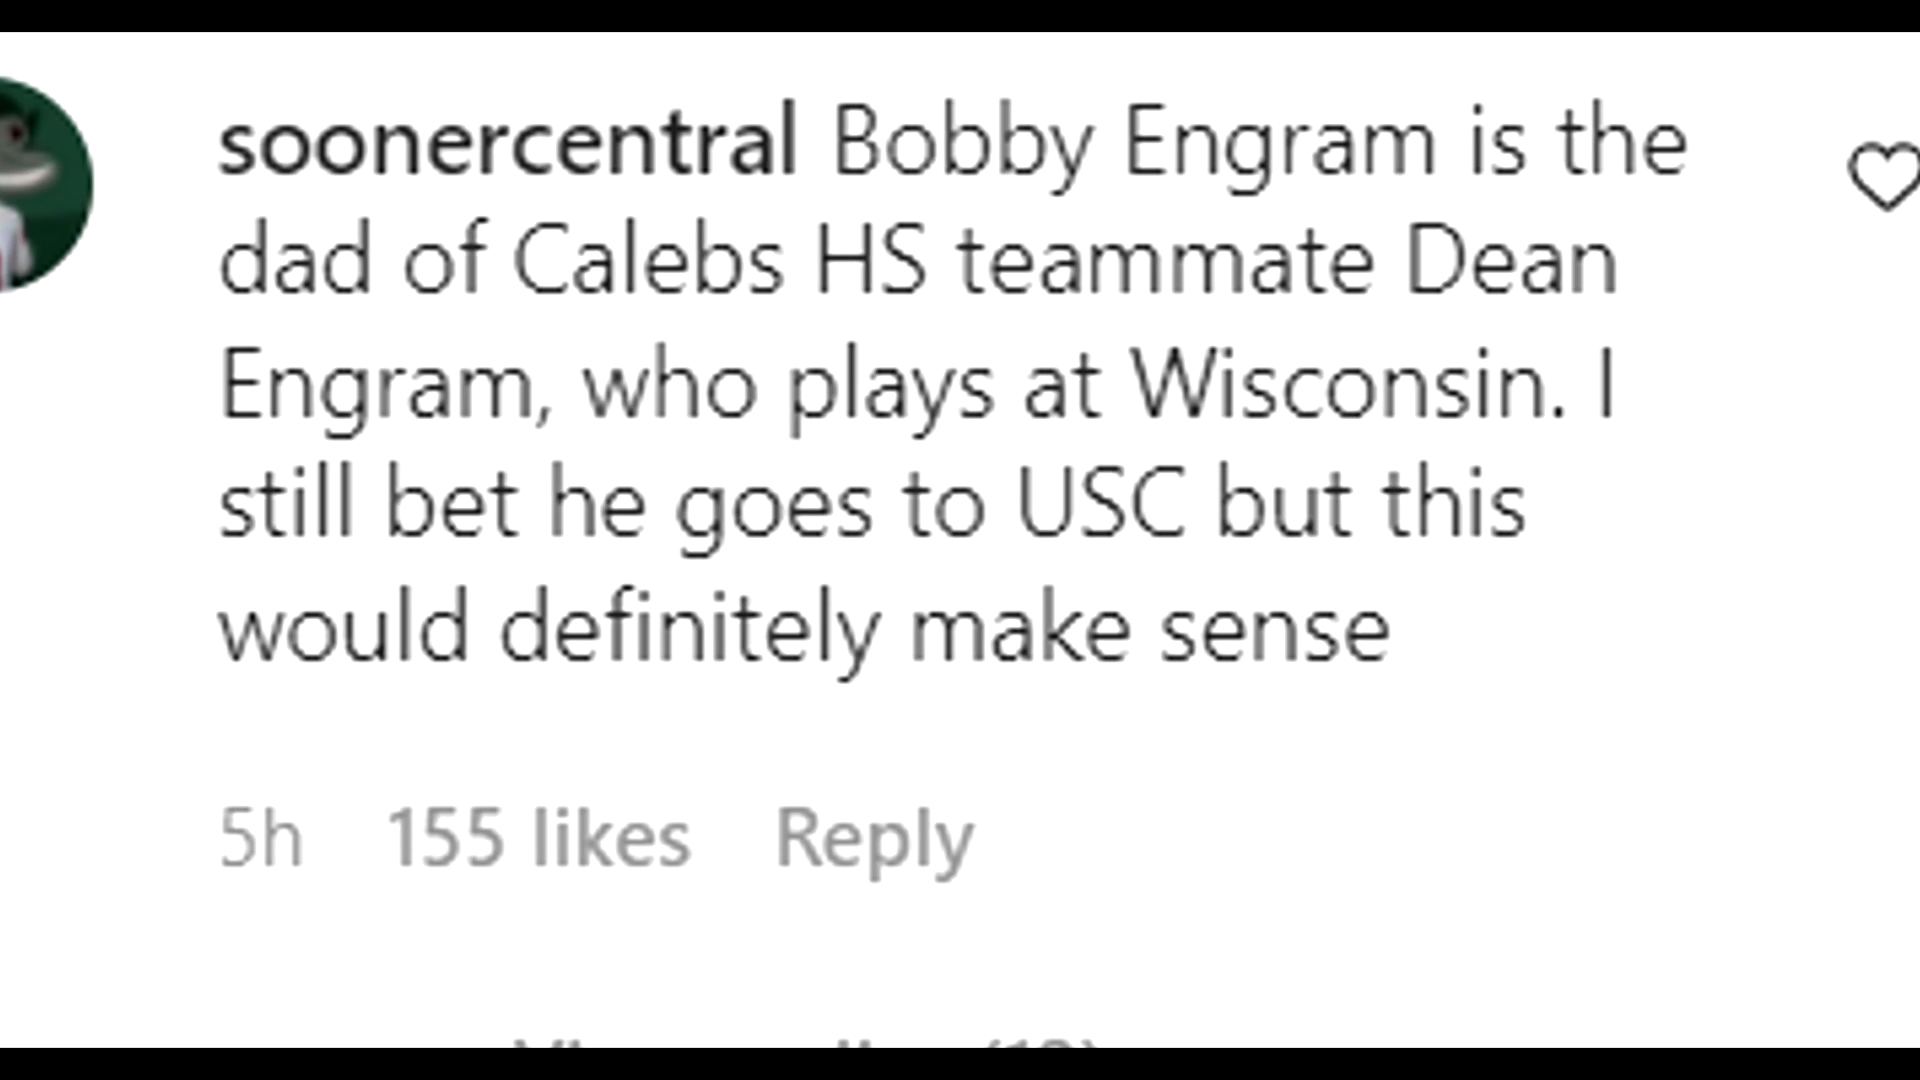 soonercentral Bobby Engram is the
dad of Calebs HS teammate Dean
Engram, who plays at Wisconsin. I
still bet he goes to USC but this
would definitely make sense
5h 155 likes Reply